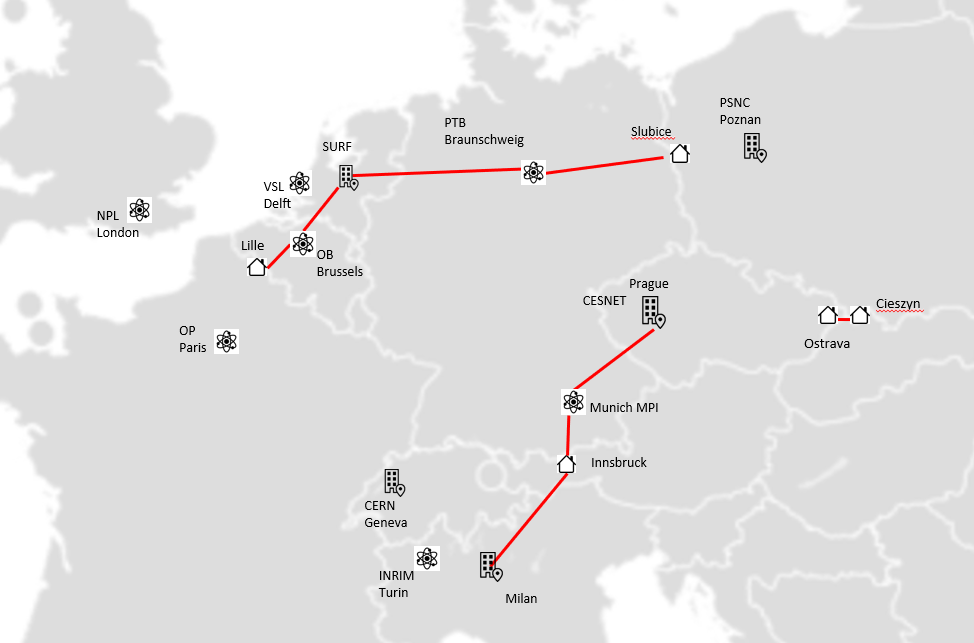 PSNC
Poznan
PTB
Braunschweig
Slubice
SURF
VSL
Delft
NPL
London
Lille
OB
Brussels
Prague
CESNET
Cieszyn
OP
Paris
Ostrava
Munich MPI
Innsbruck
CERN
Geneva
INRIM
Turin
Milan